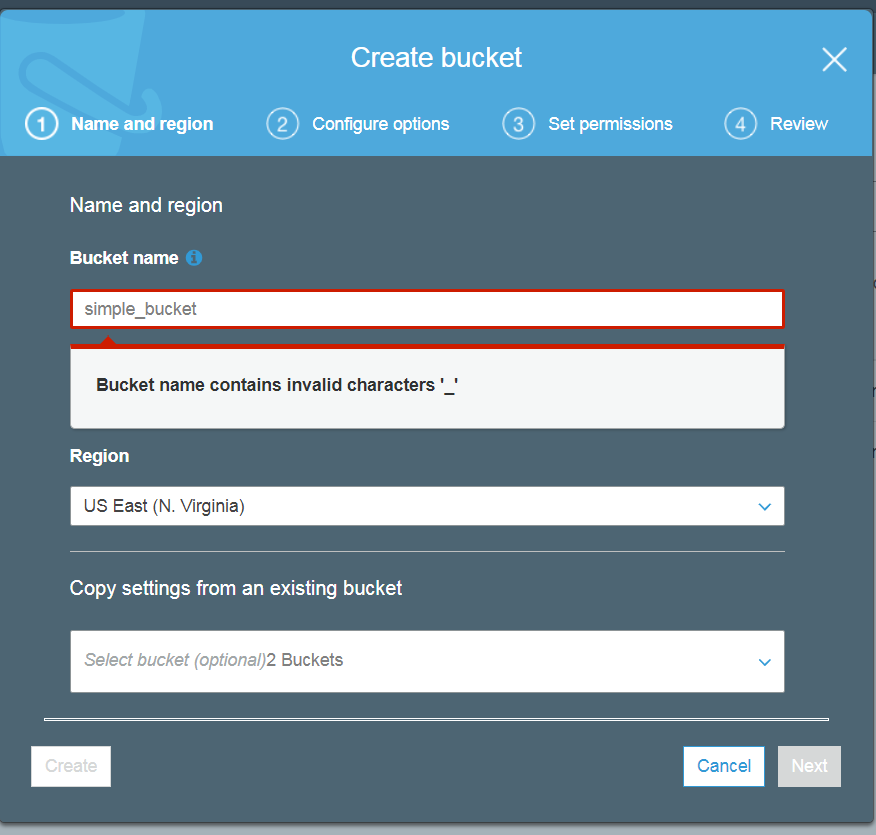 Create bucket
1 Name and region 2 Configure options 3 Set permissions 4 Review
Name and region
Bucket name i
simple_bucket
Bucket name contains invalid characters '_'
Region
US East (N. Virginia)
Copy settings from an existing bucket
Select bucket (optional)2 Buckets
Create Cancel Next